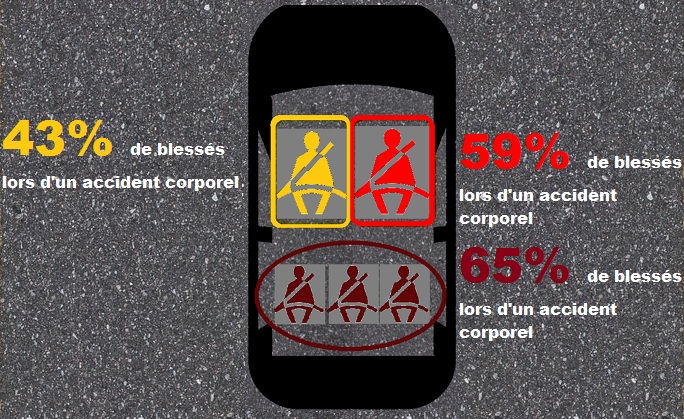 43% de blessés
lors d'un accident corporel
59% de blessés
lors d'un accident
corporel
65% de blessés
lors d'un accident
corporel